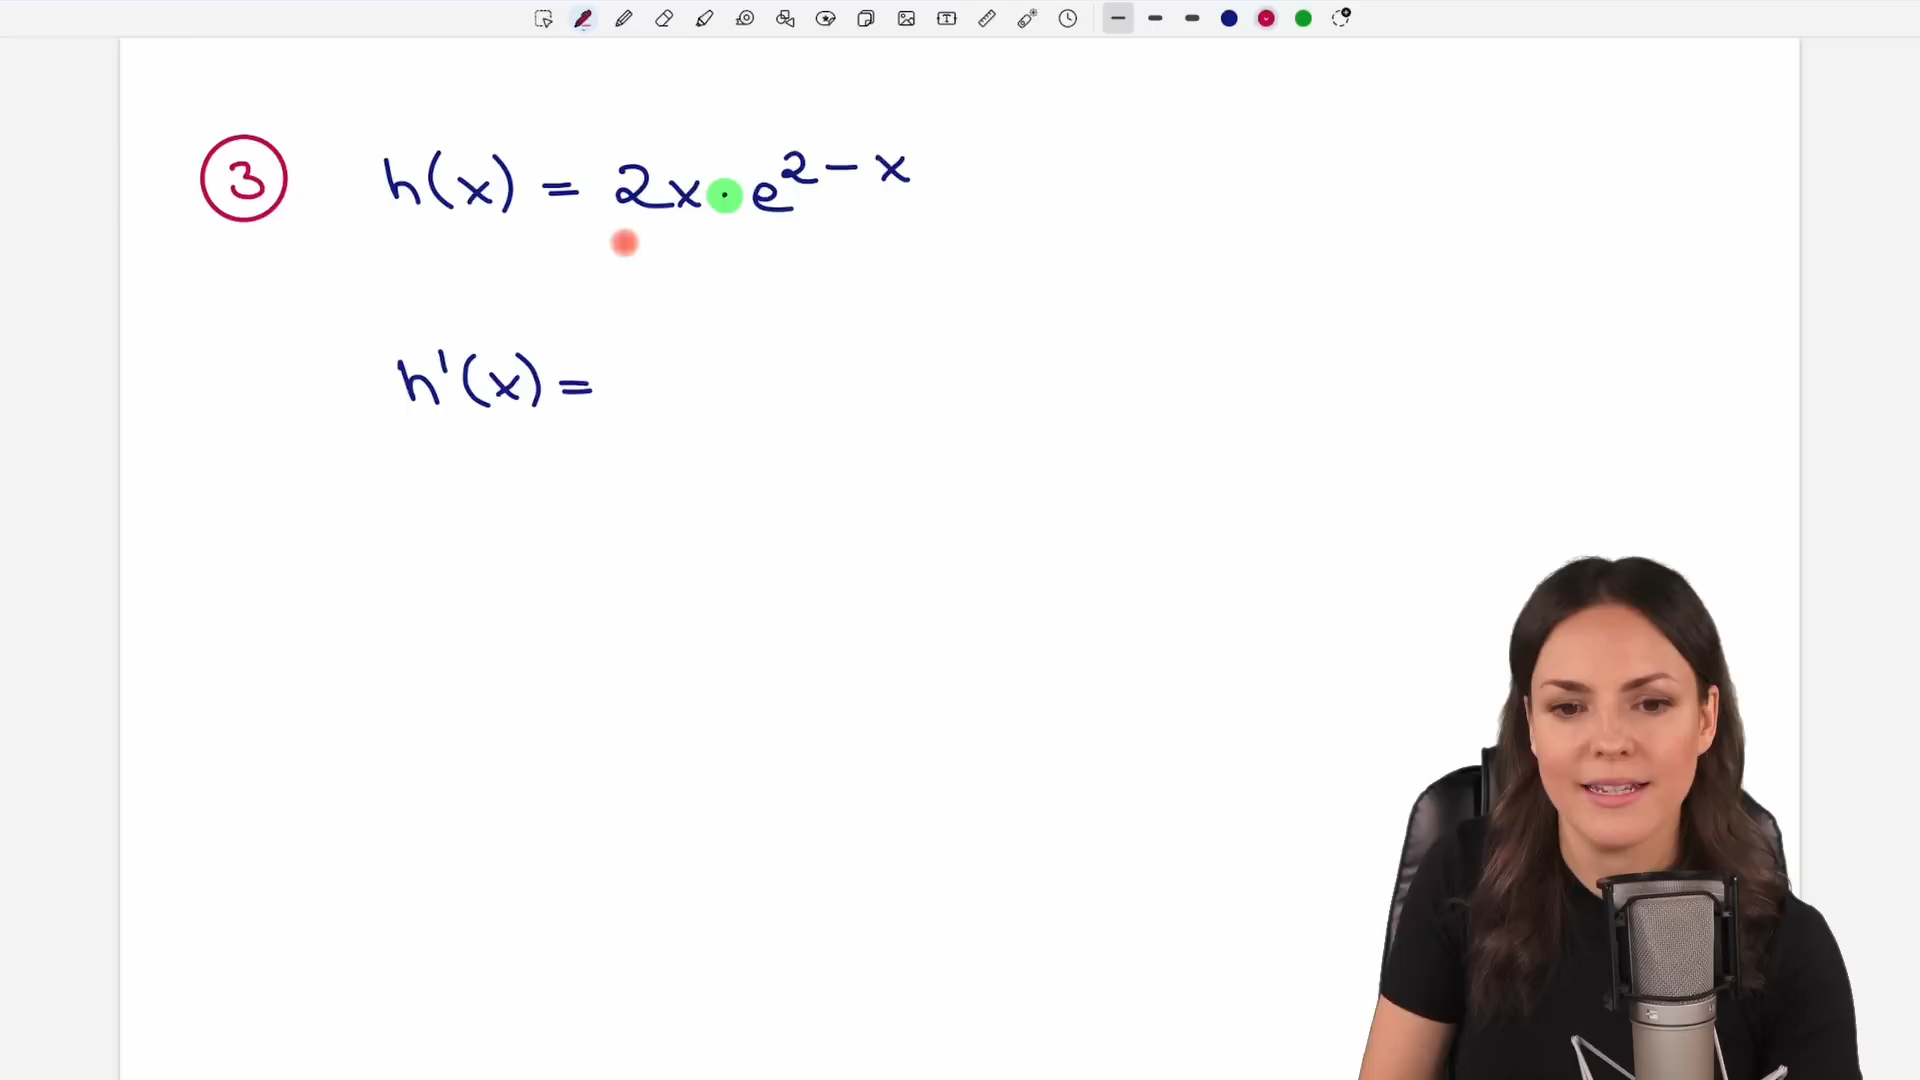 3 h(x) = 2x · e^(2 - x)
h'(x) =